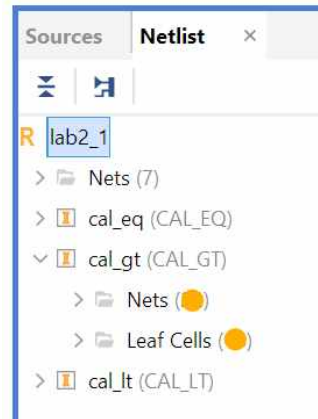 Sources Netlist ×
R lab2_1
Nets (7)
cal_eq (CAL_EQ)
cal_gt (CAL_GT)
Nets ( )
Leaf Cells ( )
cal_lt (CAL_LT)